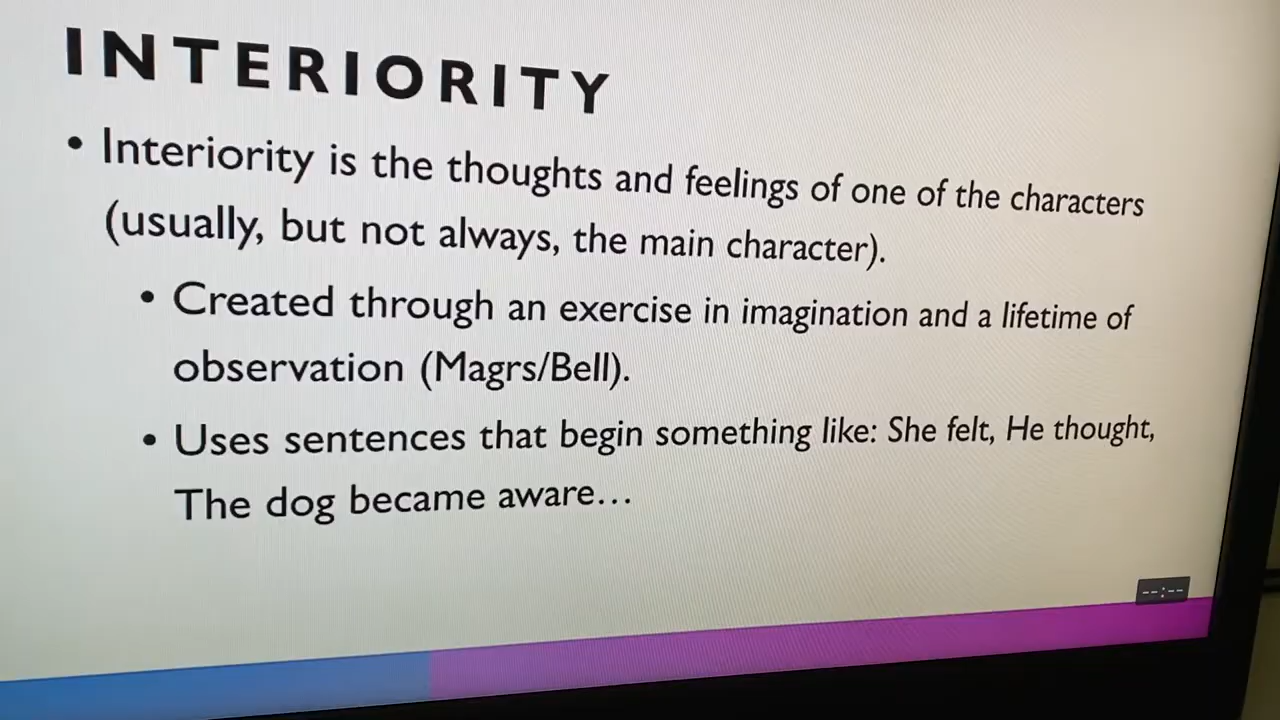 INTERIORITY
• Interiority is the thoughts and feelings of one of the characters
(usually, but not always, the main character).
• Created through an exercise in imagination and a lifetime of
observation (Magrs/Bell).
• Uses sentences that begin something like: She felt, He thought,
The dog became aware…
--:--